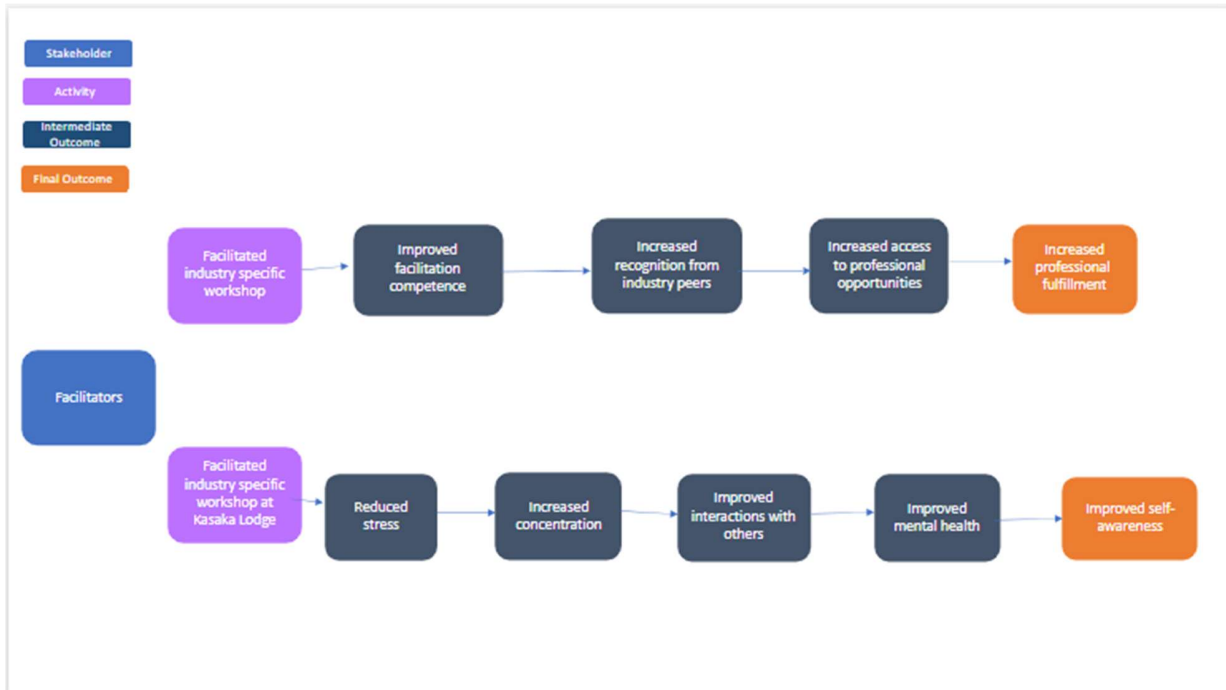 Stakeholder
Activity
Intermediate
Outcome
Final Outcome
Facilitated
industry specific
workshop
Improved
facilitation
competence
Increased
recognition from
industry peers
Increased access
to professional
opportunities
Increased
professional
fulfillment
Facilitators
Facilitated
industry specific
workshop at
Kasaka Lodge
Reduced
stress
Increased
concentration
Improved
interactions with
others
Improved
mental health
Improved self-
awareness